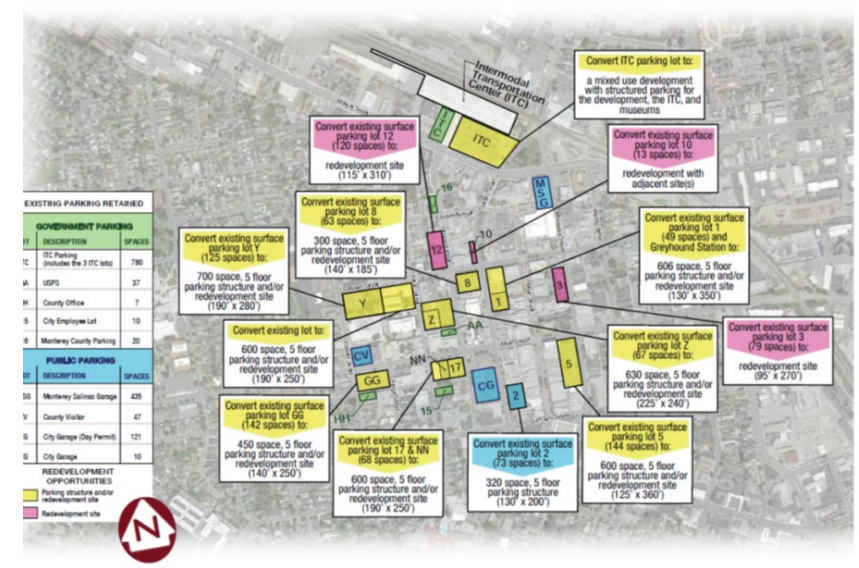 Intermodal
Transportation
Center (ITC)
Convert ITC parking lot to:
a mixed use development
with structured parking for
the development, the ITC, and
museums
ITC
ITC
Convert existing surface
parking lot 12
(120 spaces) to:
redevelopment site
(115' x 310')
Convert existing surface
parking lot 10
(13 spaces) to:
redevelopment with
adjacent site(s)
16
MSG
EXISTING PARKING RETAINED
GOVERNMENT PARKING
DESCRIPTION SPACES
ITC Parking
(includes the 3 ITC lots) 780
USPS 37
County Office 7
City Employee Lot 10
Monterey County Parking 20
PUBLIC PARKING
DESCRIPTION SPACES
Monterey Salinas Garage 435
County Visitor 47
City Garage (Day Permit) 121
City Garage 10
REDEVELOPMENT
OPPORTUNITIES
Parking structure and/or
redevelopment site
Redevelopment site
N
Convert existing surface
parking lot 8
(63 spaces) to:
300 space, 5 floor
parking structure and/or
redevelopment site
(140' x 185')
Convert existing surface
parking lot 1
(49 spaces) and
Greyhound Station to:
606 space, 5 floor
parking structure and/or
redevelopment site
(130' x 350')
Convert existing surface
parking lot Y
(125 spaces) to:
700 space, 5 floor
parking structure and/or
redevelopment site
(190' x 280')
12
10
8
1
3
Y
Z
AA
Convert existing lot to:
600 space, 5 floor
parking structure and/or
redevelopment site
(190' x 250')
Convert existing surface
parking lot Z
(67 spaces) to:
630 space, 5 floor
parking structure and/or
redevelopment site
(225' x 240')
Convert existing surface
parking lot 3
(79 spaces) to:
redevelopment site
(95' x 270')
CV
NN
17
GG
CG
2
5
HH
15
Convert existing surface
parking lot GG
(142 spaces) to:
450 space, 5 floor
parking structure and/or
redevelopment site
(140' x 250')
Convert existing surface
parking lot 17 & NN
(68 spaces) to:
600 space, 5 floor
parking structure and/or
redevelopment site
(190' x 250')
Convert existing surface
parking lot 2
(73 spaces) to:
320 space, 5 floor
parking structure
(130' x 200')
Convert existing surface
parking lot 5
(144 spaces) to:
600 space, 5 floor
parking structure and/or
redevelopment site
(125' x 360')